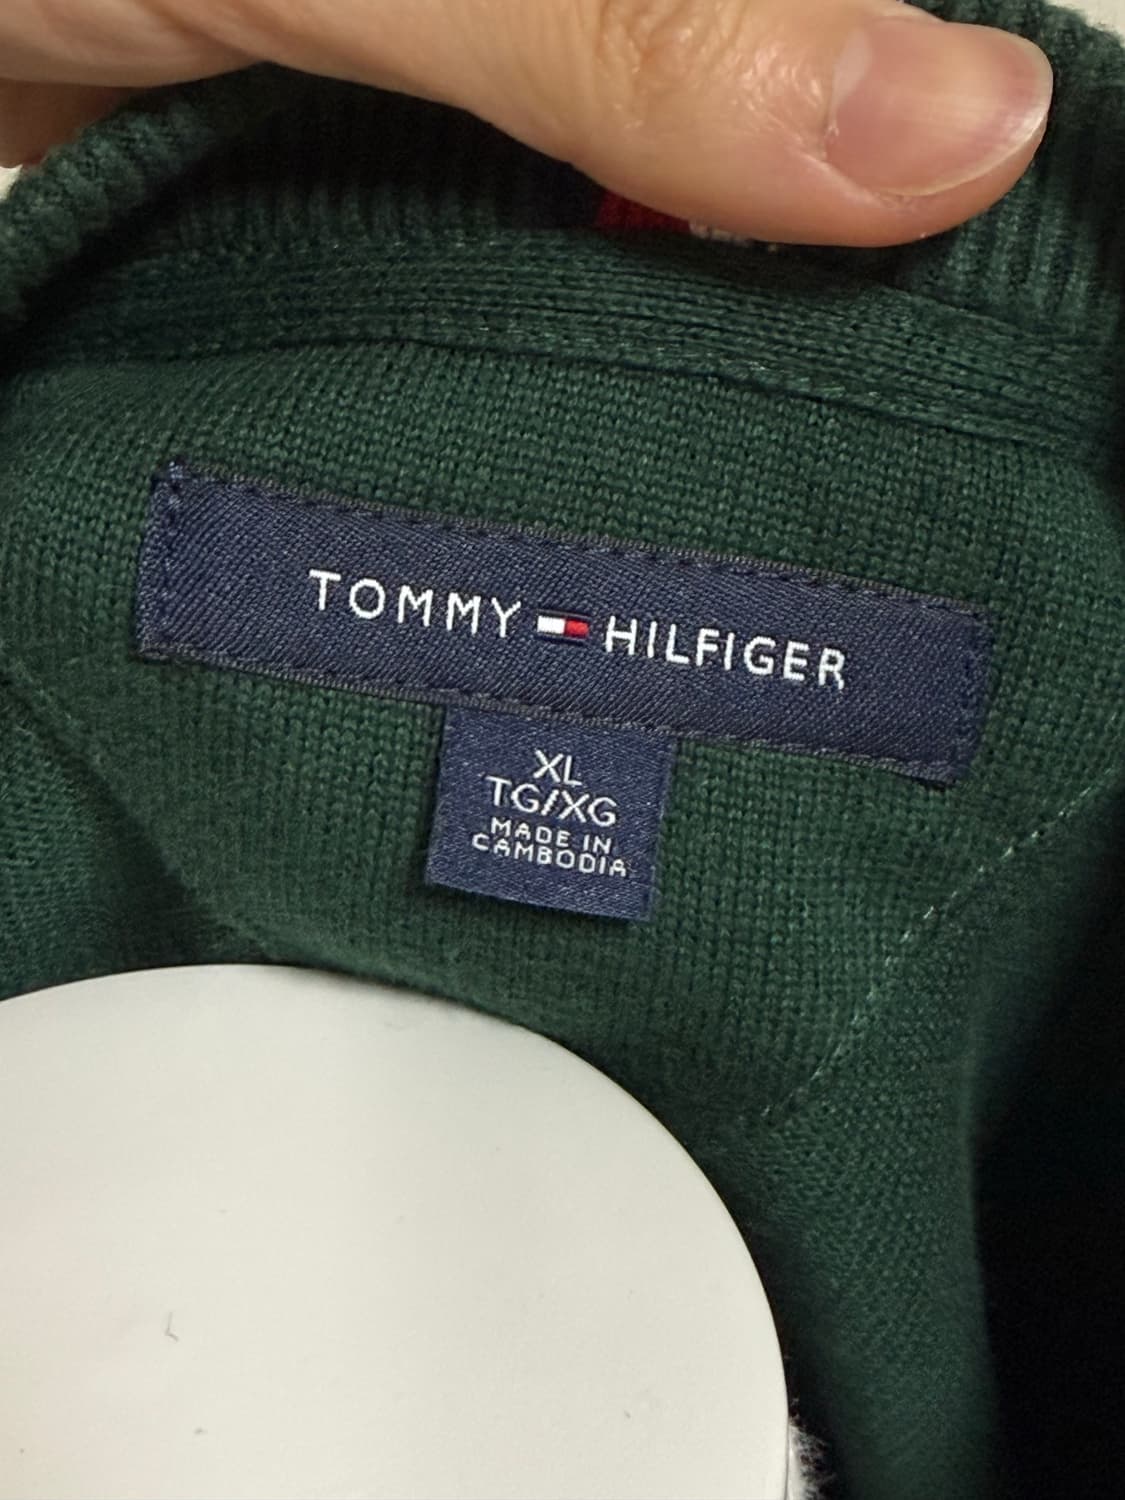 TOMMY HILFIGER
XL
TG/XG
MADE IN
CAMBODIA